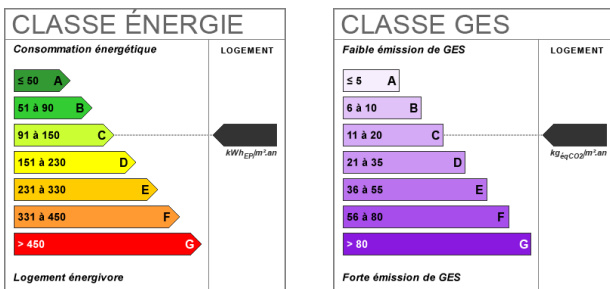 CLASSE ÉNERGIE
Consommation énergétique
LOGEMENT
≤ 50 A
51 à 90 B
91 à 150 C
kWhEP/m².an
151 à 230 D
231 à 330 E
331 à 450 F
> 450 G
Logement énergivore
CLASSE GES
Faible émission de GES
LOGEMENT
≤ 5 A
6 à 10 B
11 à 20 C
kgéqCO2/m².an
21 à 35 D
36 à 55 E
56 à 80 F
> 80 G
Forte émission de GES